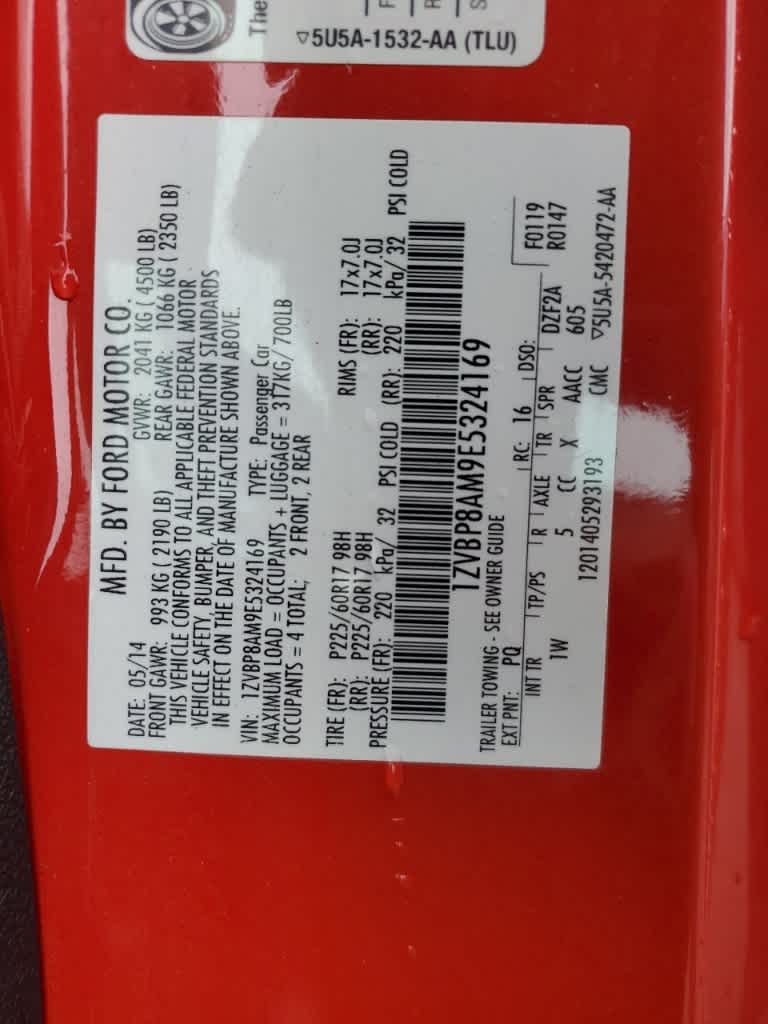 The
F
R
S
▽5U5A-1532-AA (TLU)
MFD. BY FORD MOTOR CO.
DATE: 05/14 GVWR: 2041 KG ( 4500 LB)
FRONT GAWR: 993 KG ( 2190 LB) REAR GAWR: 1066 KG ( 2350 LB)
THIS VEHICLE CONFORMS TO ALL APPLICABLE FEDERAL MOTOR
VEHICLE SAFETY, BUMPER, AND THEFT PREVENTION STANDARDS
IN EFFECT ON THE DATE OF MANUFACTURE SHOWN ABOVE.
VIN: 1ZVBP8AM9E5324169 TYPE: Passenger Car
MAXIMUM LOAD = OCCUPANTS + LUGGAGE = 317KG/ 700LB
OCCUPANTS = 4 TOTAL; 2 FRONT, 2 REAR
TIRE (FR): P225/60R17 98H RIMS (FR): 17x7.0J
(RR): P225/60R17 98H (RR): 17x7.0J
PRESSURE (FR): 220 kPa/ 32 PSI COLD (RR): 220 kPa/ 32 PSI COLD
1ZVBP8AM9E5324169
TRAILER TOWING - SEE OWNER GUIDE
EXT PNT: PQ RC: 16 DSO: F0119
R0147
INT TR TP/PS R AXLE TR SPR DZF2A
1W 5 CC X AACC 605
1201405293193 CMC ▽5U5A-5420472-AA